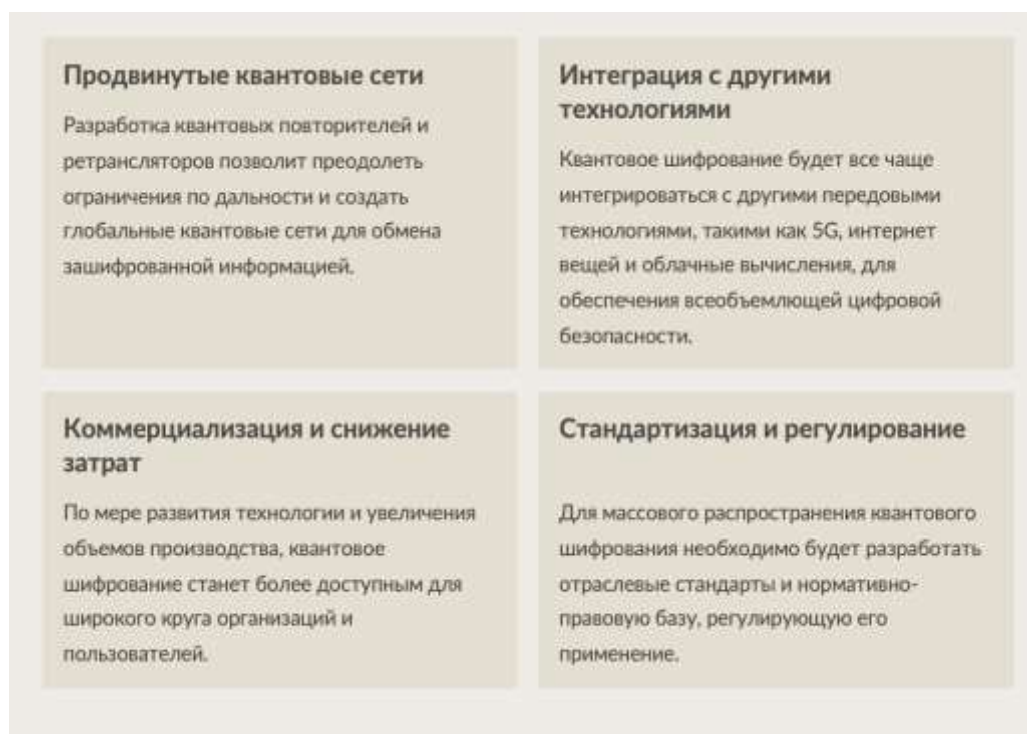 Продвинутые квантовые сети
Разработка квантовых повторителей и
ретрансляторов позволит преодолеть
ограничения по дальности и создать
глобальные квантовые сети для обмена
зашифрованной информацией.
Интеграция с другими
технологиями
Квантовое шифрование будет все чаще
интегрироваться с другими передовыми
технологиями, такими как 5G, интернет
вещей и облачные вычисления, для
обеспечения всеобъемлющей цифровой
безопасности.
Коммерциализация и снижение
затрат
По мере развития технологии и увеличения
объемов производства, квантовое
шифрование станет более доступным для
широкого круга организаций и
пользователей.
Стандартизация и регулирование
Для массового распространения квантового
шифрования необходимо будет разработать
отраслевые стандарты и нормативно-
правовую базу, регулирующую его
применение.